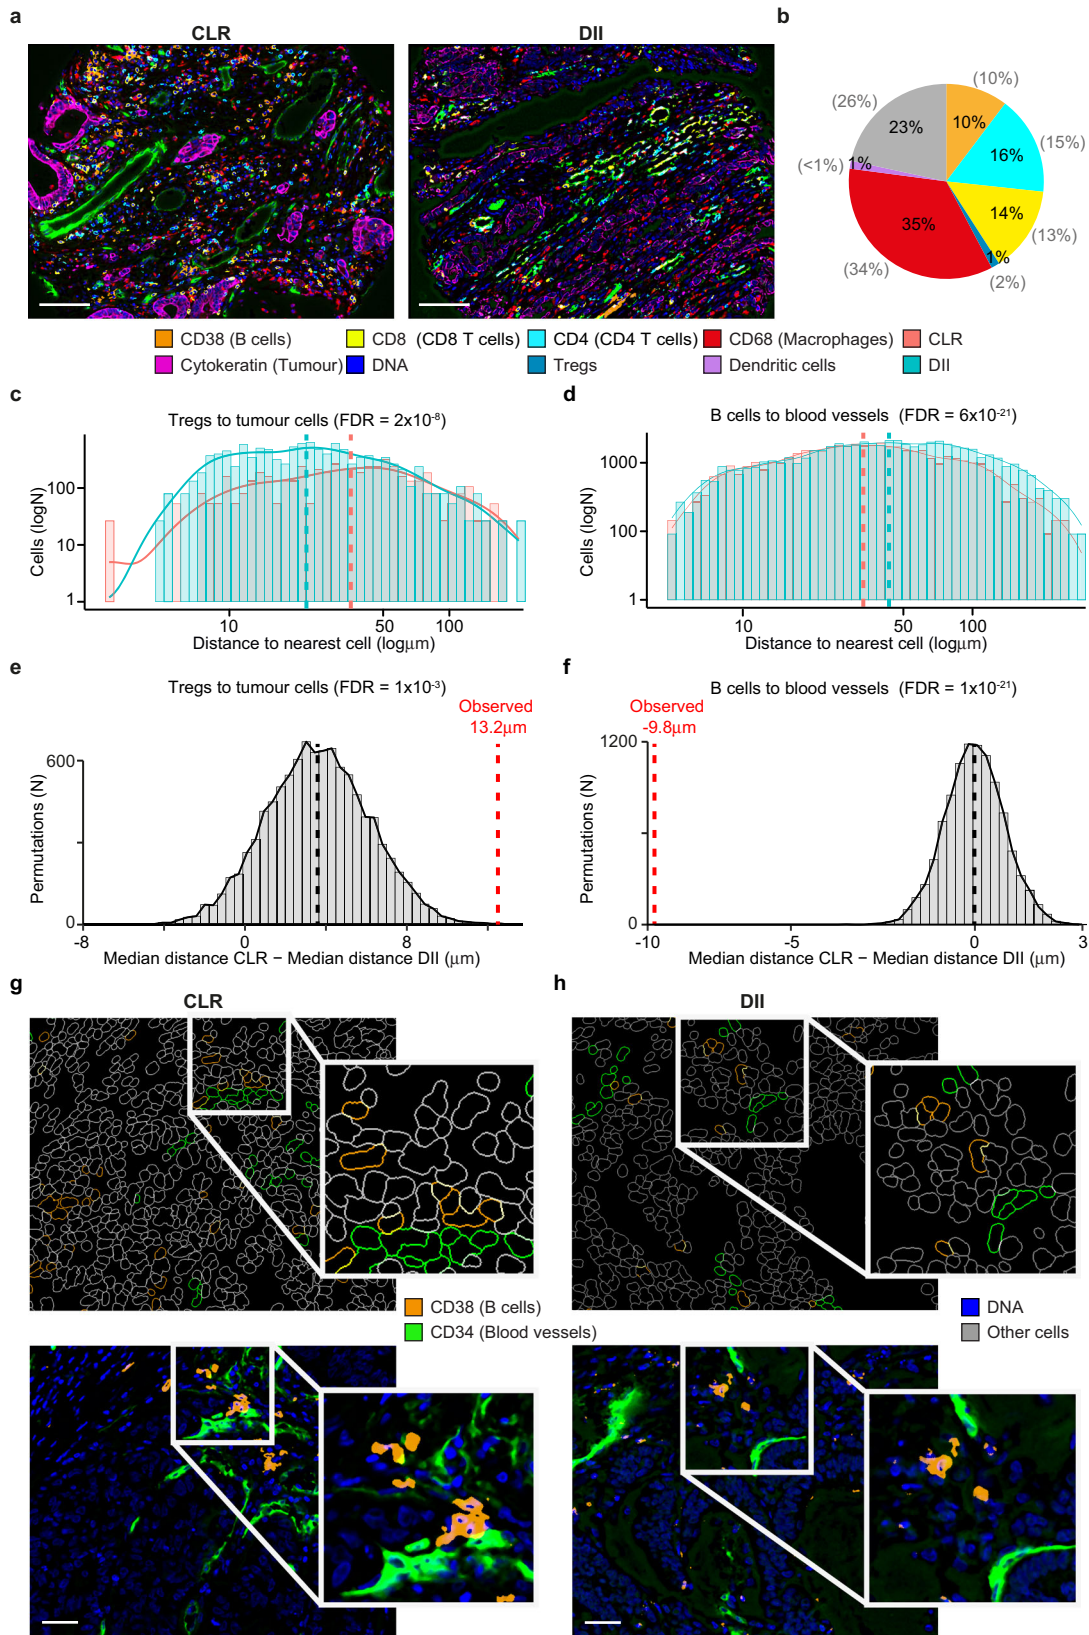 a
b
CLR
DII
(10%)
(26%)
10%
23%
(15%)
16%
(<1%)
1%
14%
35%
(13%)
1%
(34%)
(2%)
CD38 (B cells)
CD8 (CD8 T cells)
CD4 (CD4 T cells)
CD68 (Macrophages)
CLR
Cytokeratin (Tumour)
DNA
Tregs
Dendritic cells
DII
c
Tregs to tumour cells (FDR = 2x10⁻⁸)
Cells (logN)
100
10
1
10
50
100
Distance to nearest cell (logμm)
d
B cells to blood vessels (FDR = 6x10⁻²¹)
Cells (logN)
1000
100
1
10
50
100
Distance to nearest cell (logμm)
e
Tregs to tumour cells (FDR = 1x10⁻³)
Observed
13.2μm
Permutations (N)
600
0
-8
0
8
Median distance CLR − Median distance DII (μm)
f
B cells to blood vessels (FDR = 1x10⁻²¹)
Observed
-9.8μm
Permutations (N)
1200
0
-10
-5
0
3
Median distance CLR − Median distance DII (μm)
g
CLR
h
DII
CD38 (B cells)
CD34 (Blood vessels)
DNA
Other cells